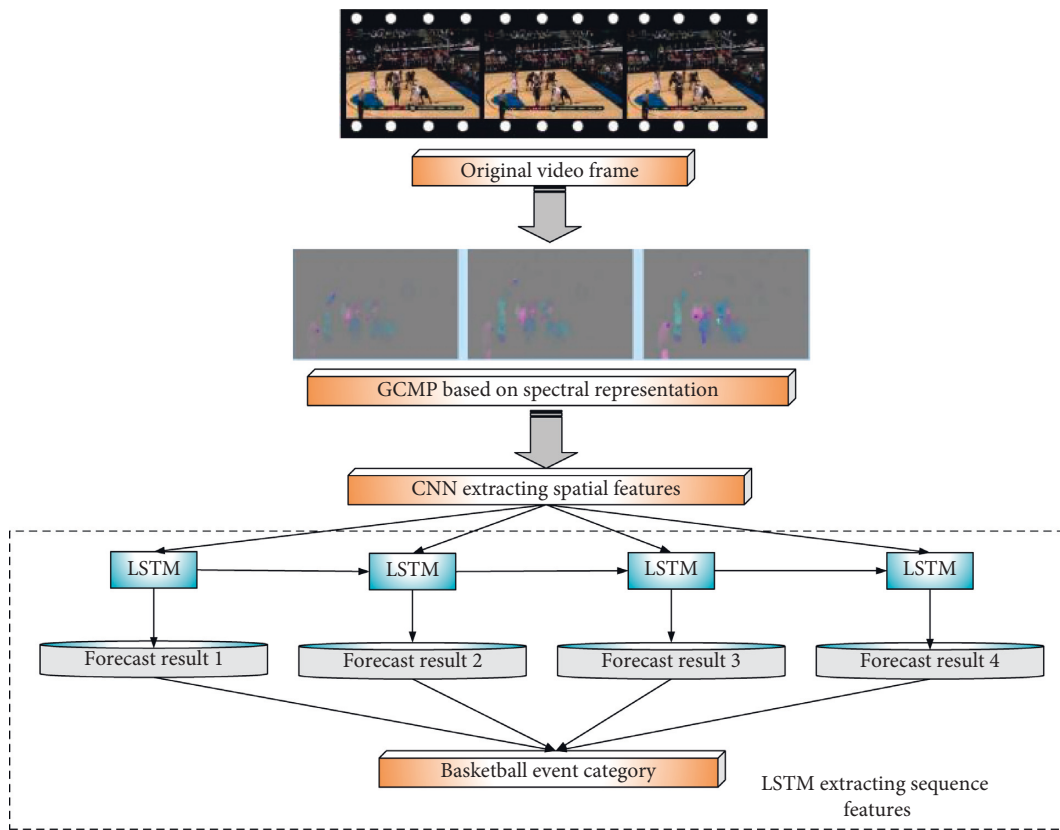 Original video frame
GCMP based on spectral representation
CNN extracting spatial features
LSTM
LSTM
LSTM
LSTM
Forecast result 1
Forecast result 2
Forecast result 3
Forecast result 4
Basketball event category
LSTM extracting sequence
features